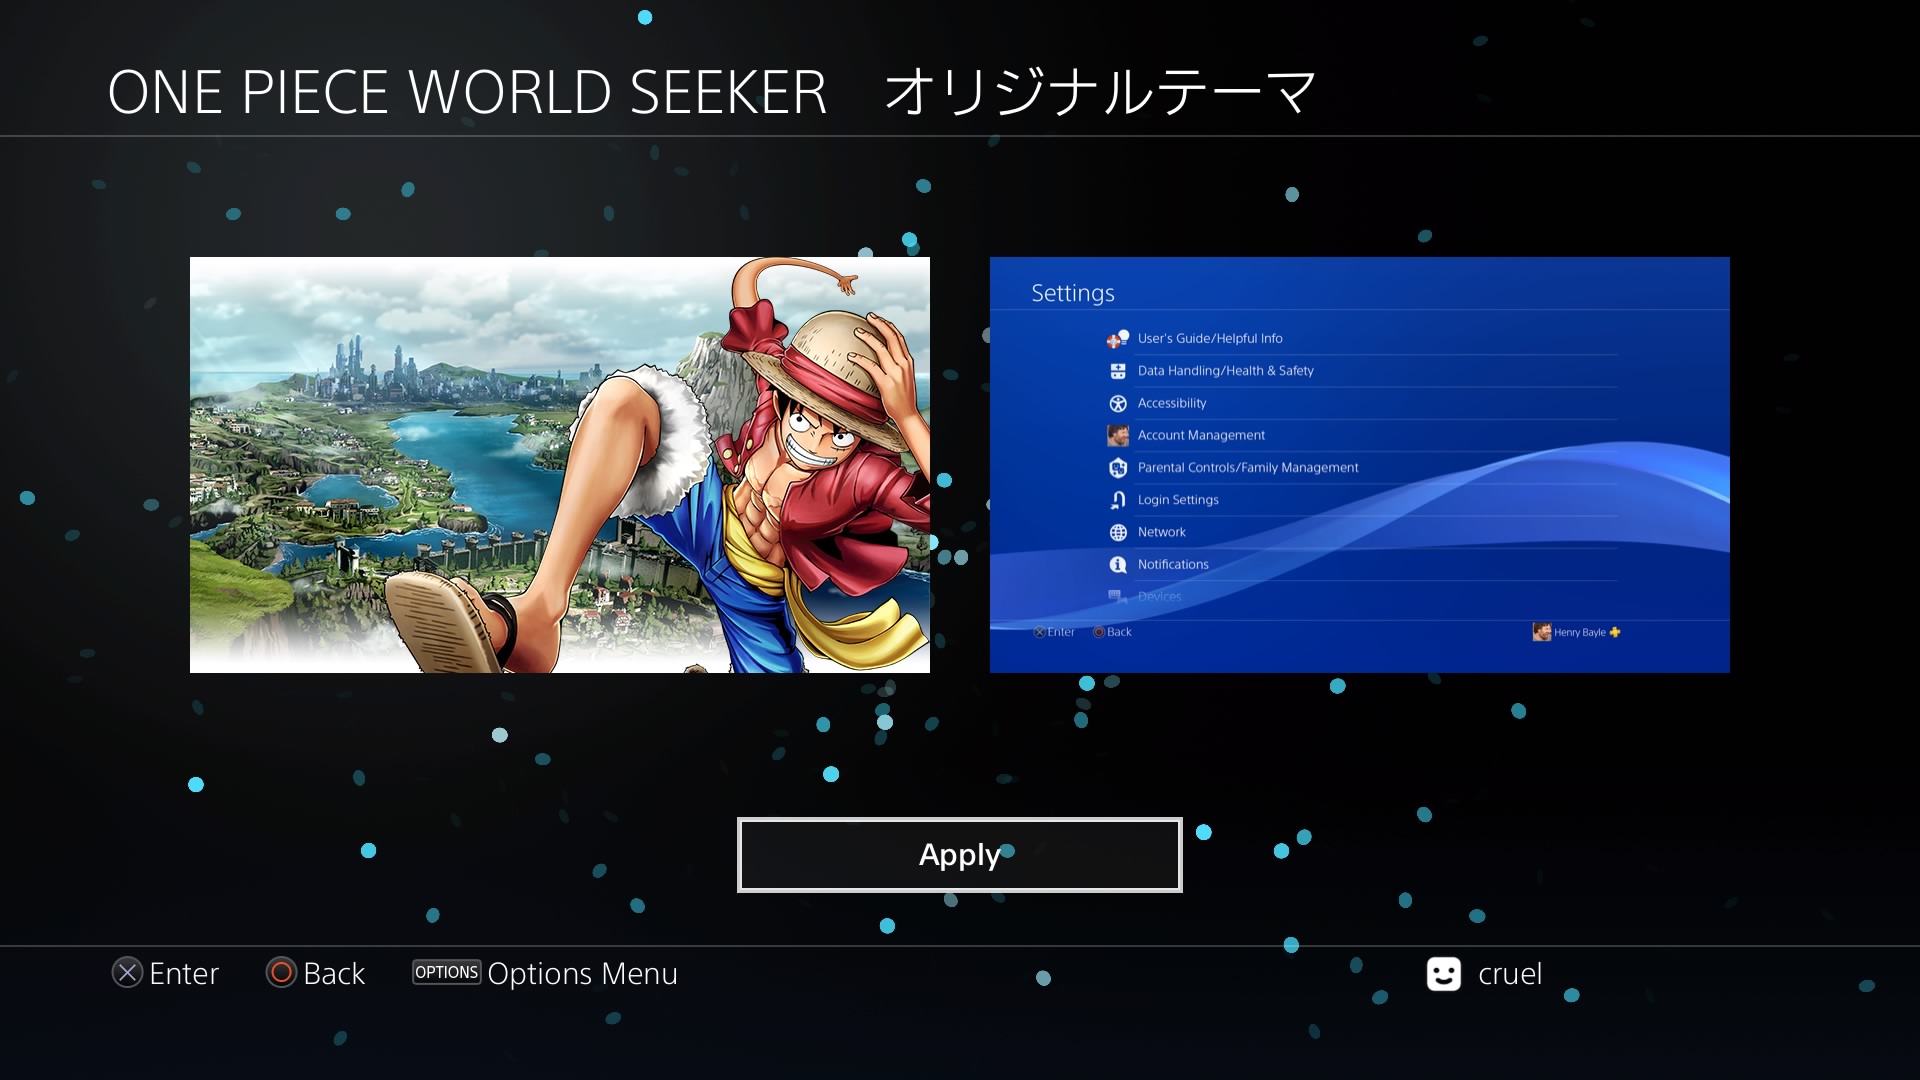 ONE PIECE WORLD SEEKER　オリジナルテーマ
Settings
User's Guide/Helpful Info
Data Handling/Health & Safety
Accessibility
Account Management
Parental Controls/Family Management
Login Settings
Network
Notifications
Devices
Enter Back Henry Bayle
Apply
Enter Back OPTIONS Options Menu cruel